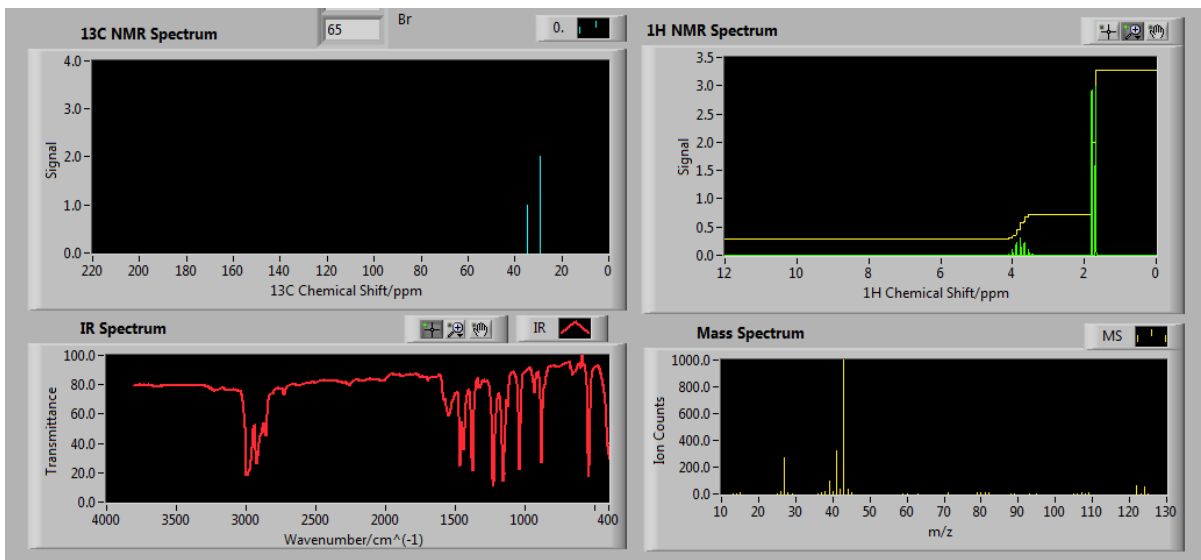 65
Br
13C NMR Spectrum
0.
4.0
3.0
2.0
1.0
0.0
Signal
220 200 180 160 140 120 100 80 60 40 20 0
13C Chemical Shift/ppm
1H NMR Spectrum
3.5
3.0
2.5
2.0
1.5
1.0
0.5
0.0
Signal
12 10 8 6 4 2 0
1H Chemical Shift/ppm
IR Spectrum
IR
100.0
80.0
60.0
40.0
20.0
0.0
Transmittance
4000 3000 2000 1000 400
Wavenumber/cm^(-1)
Mass Spectrum
MS
1000.0
800.0
600.0
400.0
200.0
0.0
Ion Counts
10 20 30 40 50 60 70 80 90 100 110 120 130
m/z